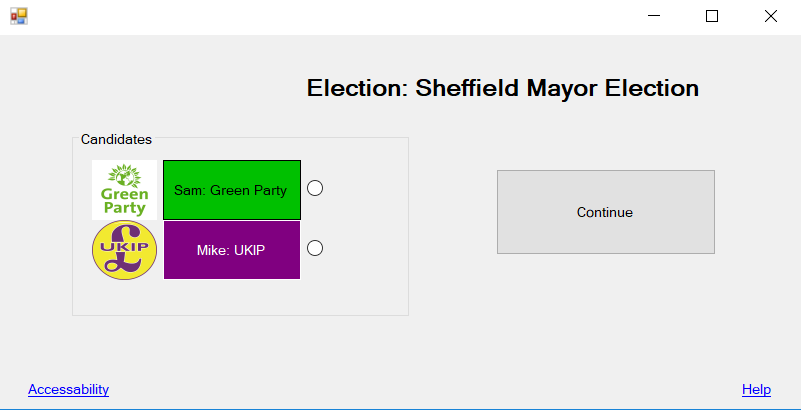 Election: Sheffield Mayor Election
Candidates
Green
Party
Sam: Green Party
UKIP
£
Mike: UKIP
Continue
Accessability
Help